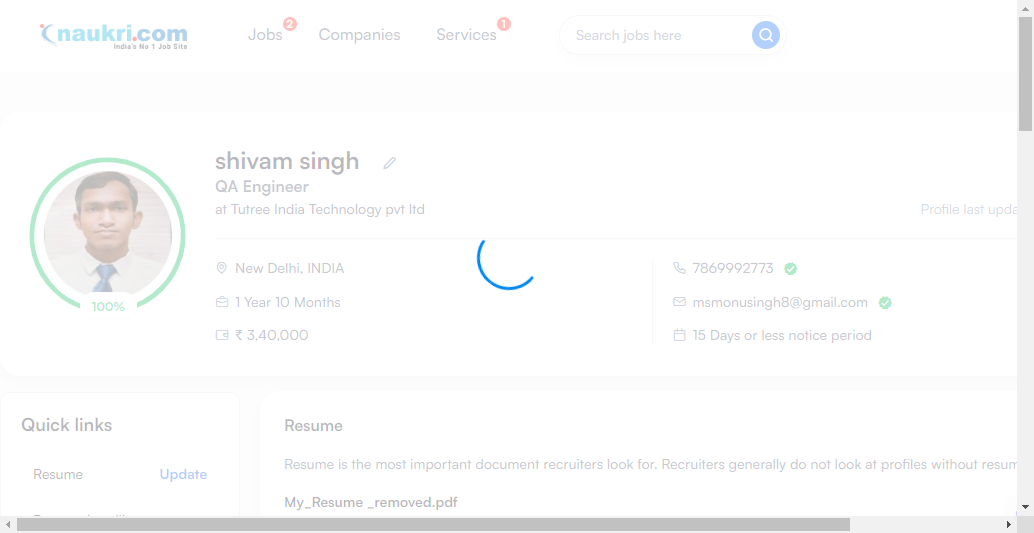 naukri.com
India's No 1 Job Site
Jobs 2 Companies Services 1 Search jobs here
shivam singh
QA Engineer
at Tutree India Technology pvt ltd
Profile last upda
New Delhi, INDIA 7869992773
1 Year 10 Months msmonusingh8@gmail.com
100%
₹ 3,40,000 15 Days or less notice period
Quick links Resume
Resume Update
Resume is the most important document recruiters look for. Recruiters generally do not look at profiles without resum
My_Resume _removed.pdf